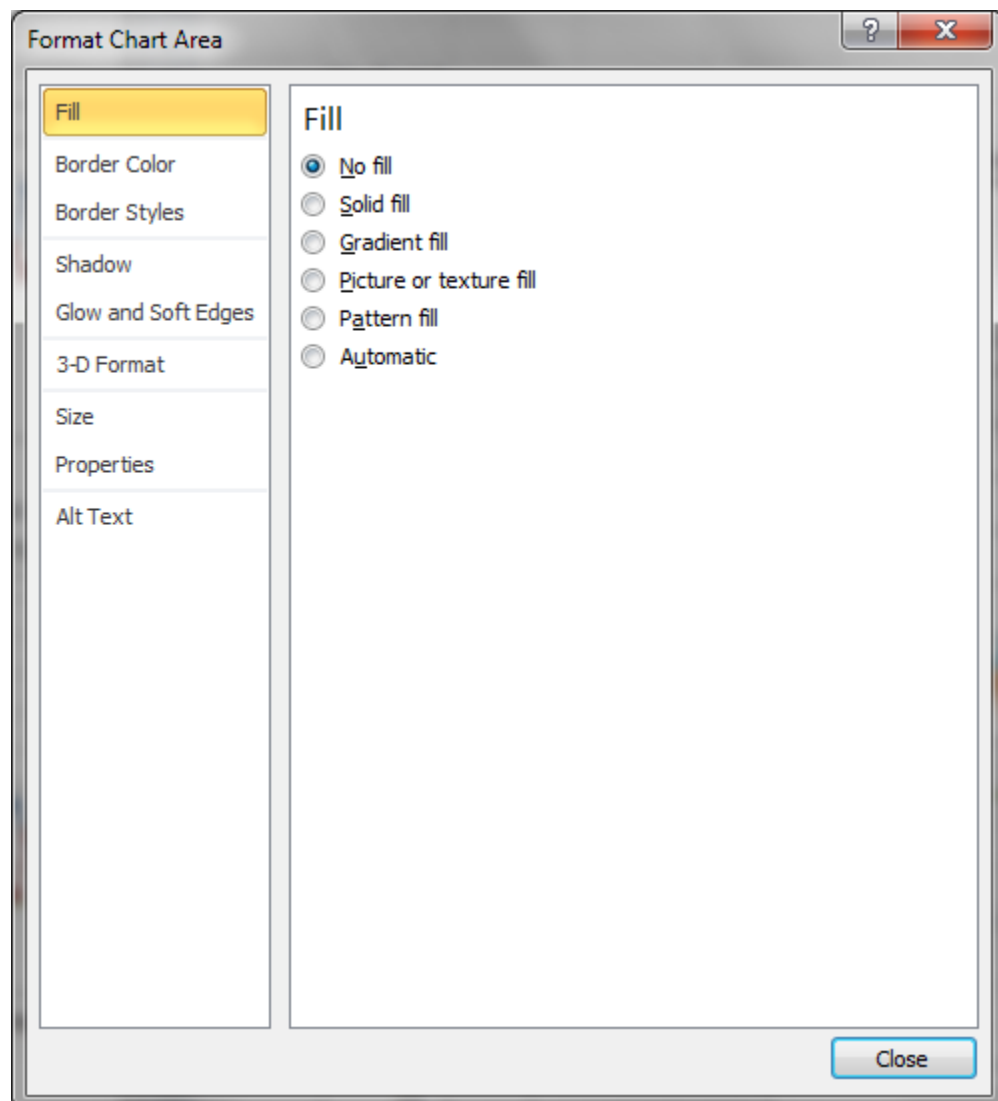 Format Chart Area
?
Fill
Border Color
Border Styles
Shadow
Glow and Soft Edges
3-D Format
Size
Properties
Alt Text
Fill
No fill
Solid fill
Gradient fill
Picture or texture fill
Pattern fill
Automatic
Close